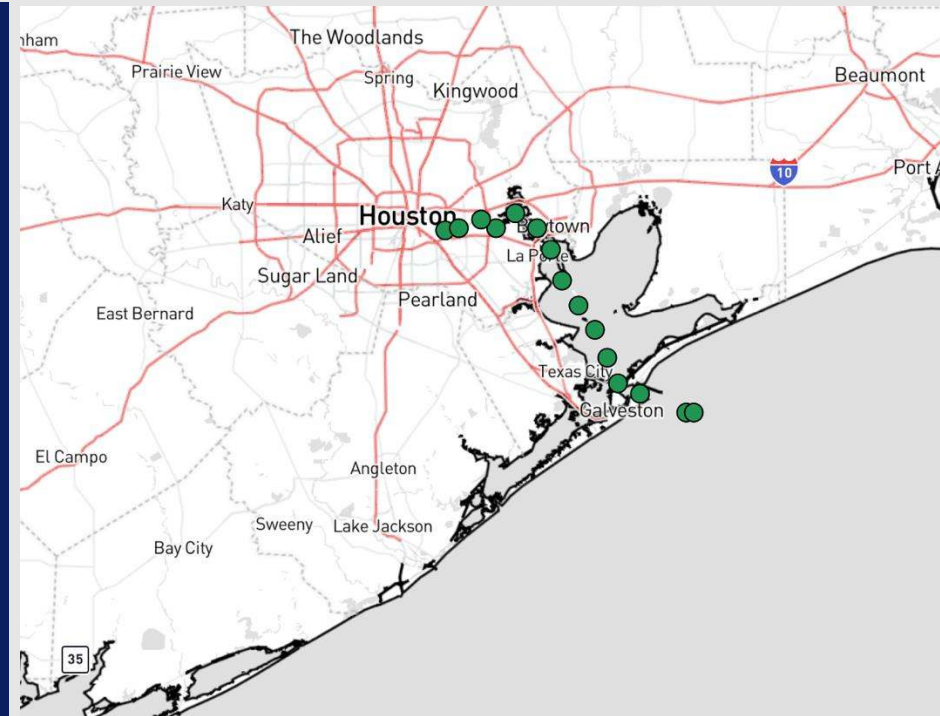 nham
The Woodlands
Prairie View
Spring
Kingwood
Beaumont
10
Port A
Katy
Houston
Alief
La Porte
Sugar Land
Pearland
East Bernard
Texas City
Galveston
El Campo
Angleton
Sweeny
Lake Jackson
Bay City
35